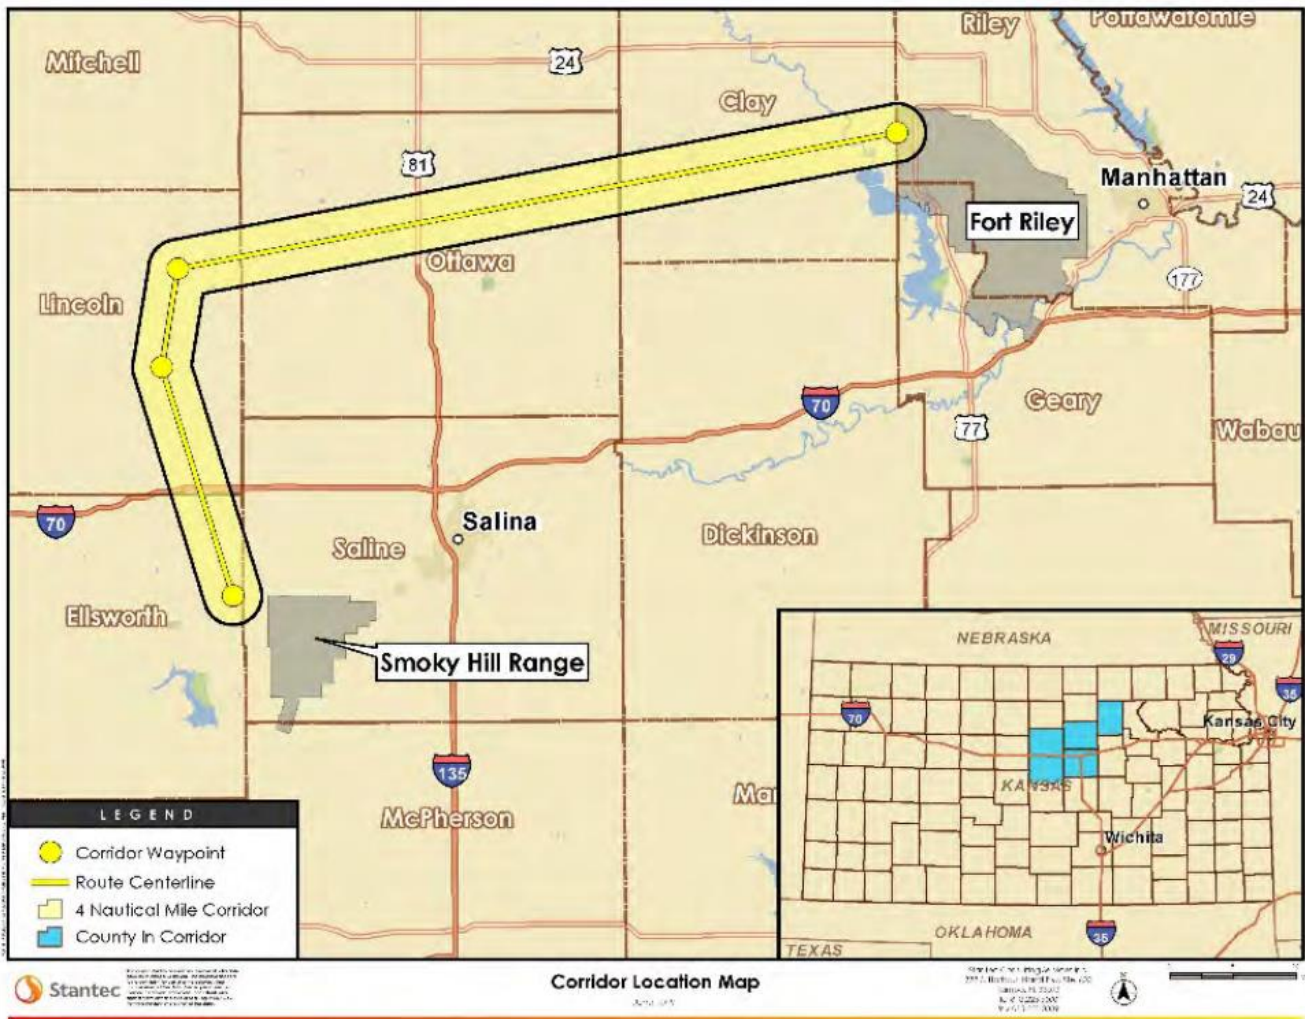 Riley
Pottawatomie
Mitchell
24
Clay
81
Manhattan
24
Fort Riley
Ottawa
177
Lincoln
70
Geary
77
Wabau
Salina
70
Dickinson
Saline
Ellsworth
Smoky Hill Range
135
McPherson
Mar
NEBRASKA
MISSOURI
29
35
70
Kansas City
KANSAS
Wichita
OKLAHOMA
35
TEXAS
LEGEND
Corridor Waypoint
Route Centerline
4 Nautical Mile Corridor
County In Corridor
Stantec
Corridor Location Map